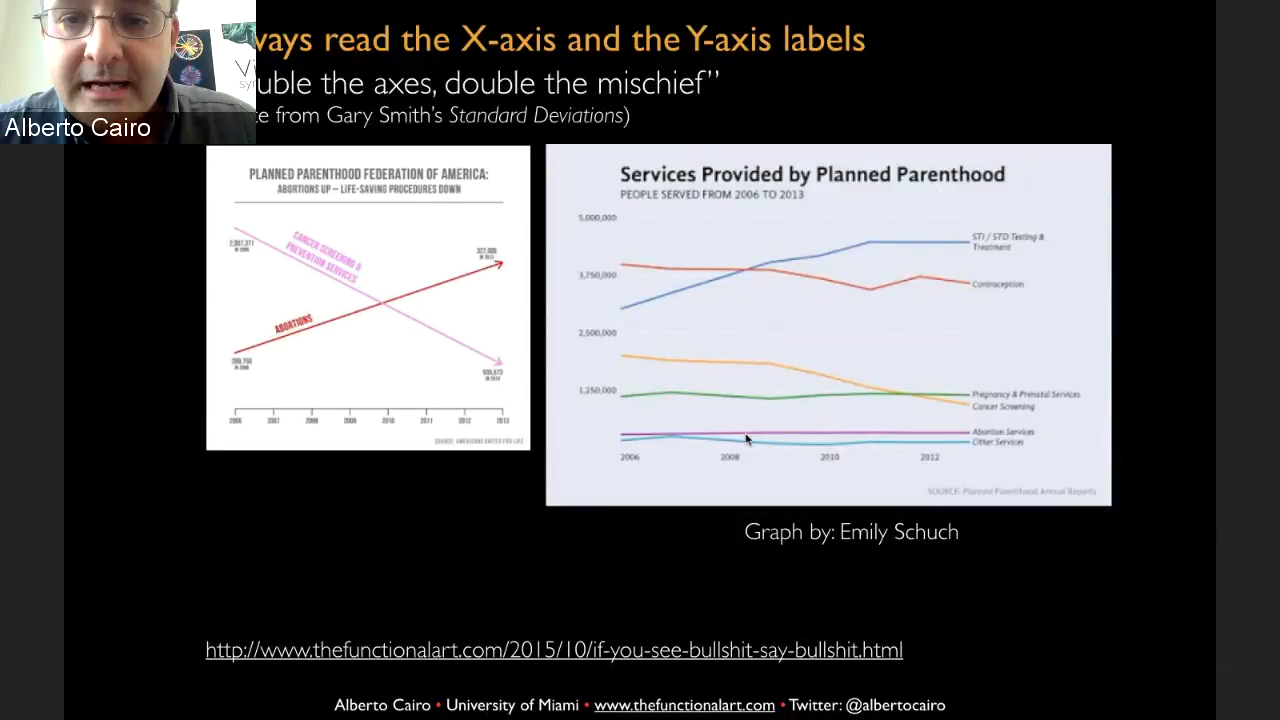 ways read the X-axis and the Y-axis labels
uble the axes, double the mischief"
te from Gary Smith's Standard Deviations)
Alberto Cairo
PLANNED PARENTHOOD FEDERATION OF AMERICA:
ABORTIONS UP – LIFE-SAVING PROCEDURES DOWN
CANCER SCREENING &
PREVENTION SERVICES
ABORTIONS
2006 2007 2008 2009 2010 2011 2012 2013
SOURCE: AMERICANS UNITED FOR LIFE
Services Provided by Planned Parenthood
PEOPLE SERVED FROM 2006 TO 2013
5,000,000
3,750,000
2,500,000
1,250,000
STI / STD Testing &
Treatment
Contraception
Pregnancy & Prenatal Services
Cancer Screening
Abortion Services
Other Services
2006 2008 2010 2012
SOURCE: Planned Parenthood Annual Reports
Graph by: Emily Schuch
http://www.thefunctionalart.com/2015/10/if-you-see-bullshit-say-bullshit.html
Alberto Cairo • University of Miami • www.thefunctionalart.com • Twitter: @albertocairo